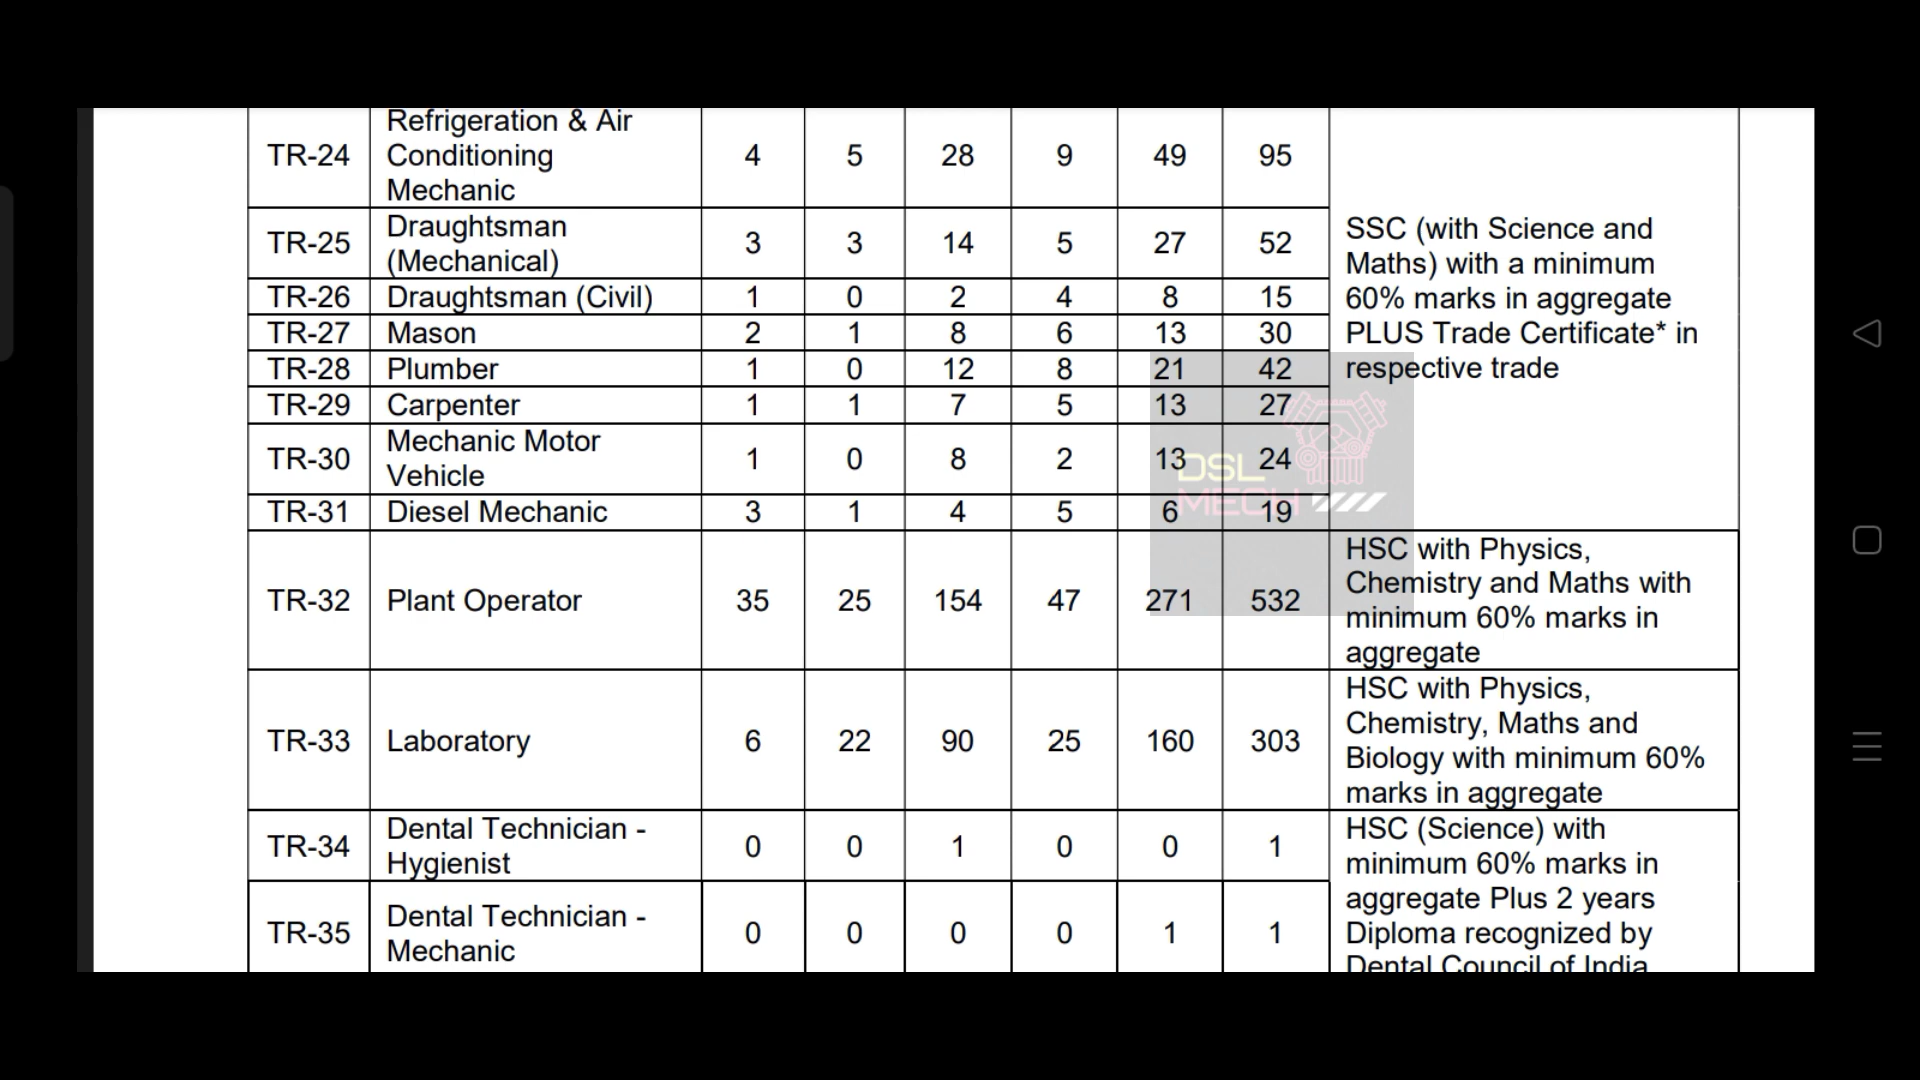 Refrigeration & Air
TR-24 Conditioning 4 5 28 9 49 95
Mechanic
TR-25 Draughtsman (Mechanical) 3 3 14 5 27 52
TR-26 Draughtsman (Civil) 1 0 2 4 8 15
TR-27 Mason 2 1 8 6 13 30
TR-28 Plumber 1 0 12 8 21 42
TR-29 Carpenter 1 1 7 5 13 27
TR-30 Mechanic Motor Vehicle 1 0 8 2 13 24
TR-31 Diesel Mechanic 3 1 4 5 6 19
SSC (with Science and
Maths) with a minimum
60% marks in aggregate
PLUS Trade Certificate* in
respective trade
DSL
MECH
TR-32 Plant Operator 35 25 154 47 271 532
HSC with Physics,
Chemistry and Maths with
minimum 60% marks in
aggregate
TR-33 Laboratory 6 22 90 25 160 303
HSC with Physics,
Chemistry, Maths and
Biology with minimum 60%
marks in aggregate
TR-34 Dental Technician - Hygienist 0 0 1 0 0 1
TR-35 Dental Technician - Mechanic 0 0 0 0 1 1
HSC (Science) with
minimum 60% marks in
aggregate Plus 2 years
Diploma recognized by
Dental Council of India